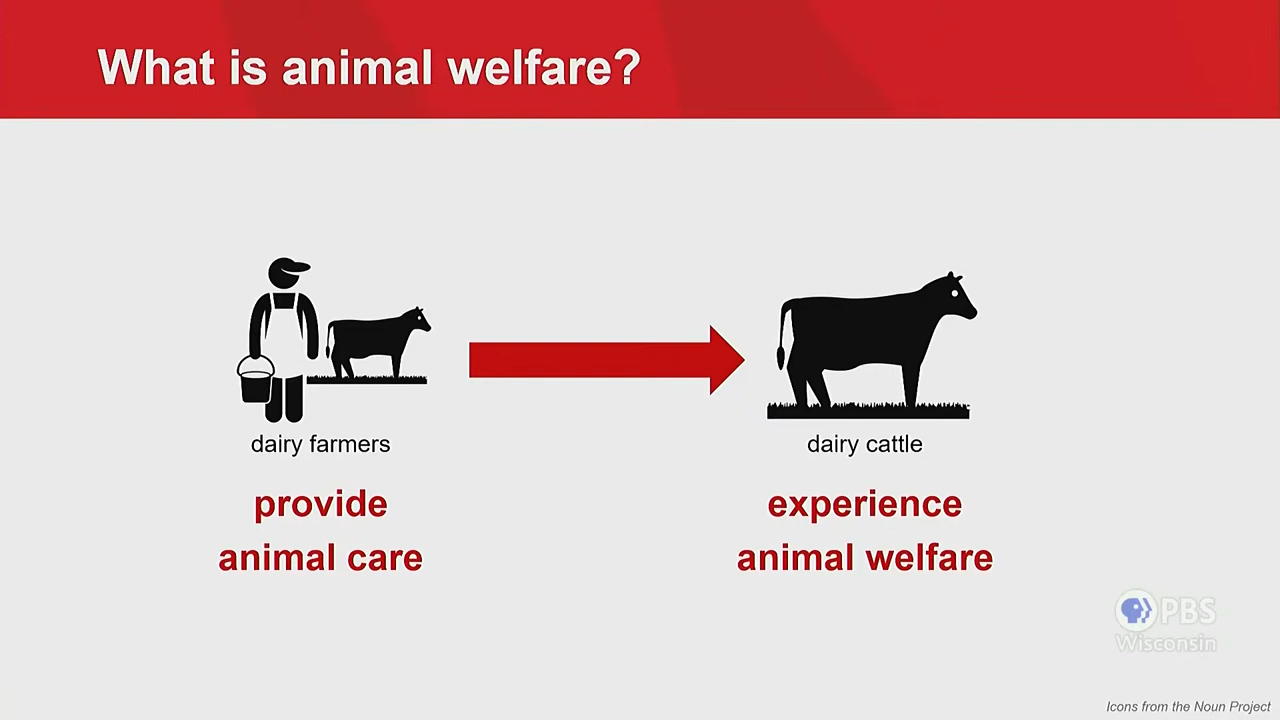 What is animal welfare?
dairy farmers
provide
animal care
dairy cattle
experience
animal welfare
PBS
Wisconsin
Icons from the Noun Project